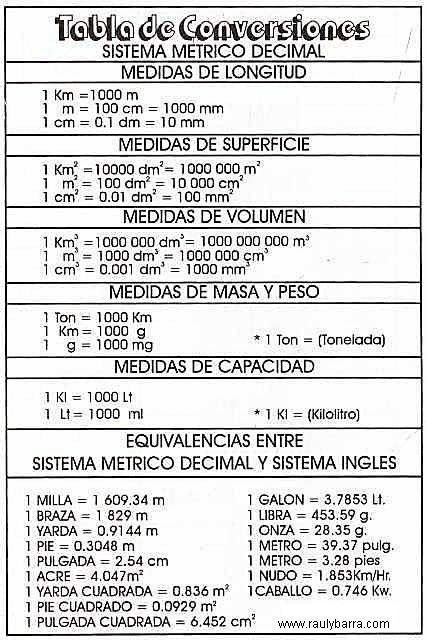 Tabla de Conversiones
SISTEMA METRICO DECIMAL
MEDIDAS DE LONGITUD
1 Km = 1000 m
1 m = 100 cm = 1000 mm
1 cm = 0.1 dm = 10 mm
MEDIDAS DE SUPERFICIE
1 Km² = 10000 dm² = 1000 000 m²
1 m² = 100 dm² = 10 000 cm²
1 cm² = 0.01 dm² = 100 mm²
MEDIDAS DE VOLUMEN
1 Km³ = 1000 000 dm³ = 1000 000 000 m³
1 m³ = 1000 dm³ = 1000 000 cm³
1 cm³ = 0.001 dm³ = 1000 mm³
MEDIDAS DE MASA Y PESO
1 Ton = 1000 Km
1 Km = 1000 g
1 g = 1000 mg * 1 Ton = (Tonelada)
MEDIDAS DE CAPACIDAD
1 Kl = 1000 Lt
1 Lt = 1000 ml * 1 Kl = (Kilolitro)
EQUIVALENCIAS ENTRE
SISTEMA METRICO DECIMAL Y SISTEMA INGLES
1 MILLA = 1 609.34 m
1 BRAZA = 1 829 m
1 YARDA = 0.9144 m
1 PIE = 0.3048 m
1 PULGADA = 2.54 cm
1 ACRE = 4.047m²
1 YARDA CUADRADA = 0.836 m²
1 PIE CUADRADO = 0.0929 m²
1 PULGADA CUADRADA = 6.452 cm²
1 GALON = 3.7853 Lt.
1 LIBRA = 453.59 g.
1 ONZA = 28.35 g.
1 METRO = 39.37 pulg.
1 METRO = 3.28 pies
1 NUDO = 1.853Km/Hr.
1CABALLO = 0.746 Kw.
www.raulybarra.com